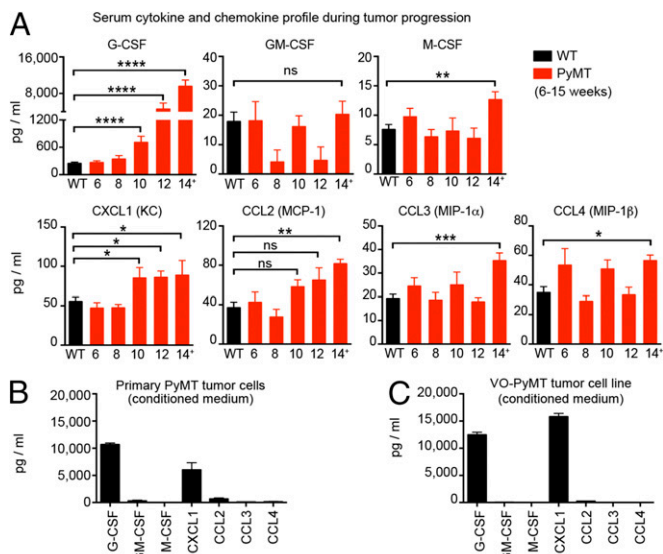 A
Serum cytokine and chemokine profile during tumor progression
G-CSF
GM-CSF
M-CSF
WT
PyMT
(6-15 weeks)
pg / ml
16,000
8,000
1200
600
0
****
****
****
WT 6 8 10 12 14+
30
20
10
0
ns
WT 6 8 10 12 14+
20
15
10
5
0
**
WT 6 8 10 12 14+
CXCL1 (KC)
CCL2 (MCP-1)
CCL3 (MIP-1α)
CCL4 (MIP-1β)
pg / ml
150
100
50
0
*
*
*
WT 6 8 10 12 14+
120
80
40
0
**
ns
ns
WT 6 8 10 12 14+
60
40
20
0
***
WT 6 8 10 12 14+
80
60
40
20
0
*
WT 6 8 10 12 14+
B
Primary PyMT tumor cells
(conditioned medium)
pg / ml
20,000
15,000
10,000
5,000
0
G-CSF
GM-CSF
M-CSF
CXCL1
CCL2
CCL3
CCL4
C
VO-PyMT tumor cell line
(conditioned medium)
pg / ml
20,000
15,000
10,000
5,000
0
G-CSF
GM-CSF
M-CSF
CXCL1
CCL2
CCL3
CCL4